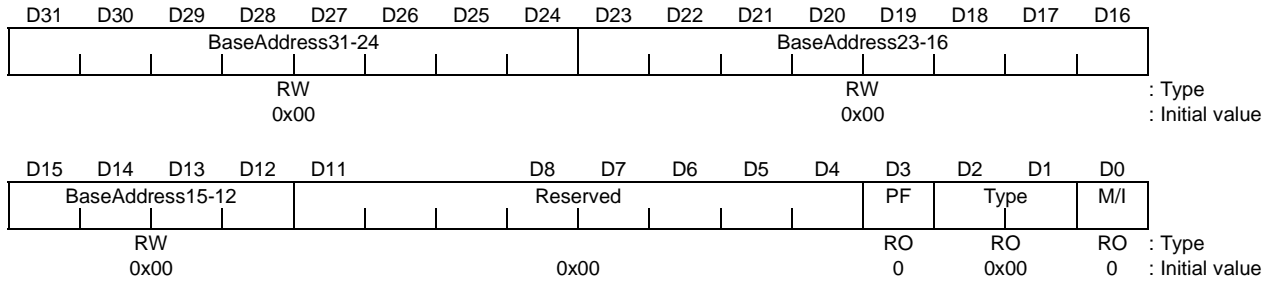 D31 D30 D29 D28 D27 D26 D25 D24 D23 D22 D21 D20 D19 D18 D17 D16
BaseAddress31-24 BaseAddress23-16
RW RW : Type
0x00 0x00 : Initial value
D15 D14 D13 D12 D11 D8 D7 D6 D5 D4 D3 D2 D1 D0
BaseAddress15-12 Reserved PF Type M/I
RW RO RO RO : Type
0x00 0x00 0 0x00 0 : Initial value